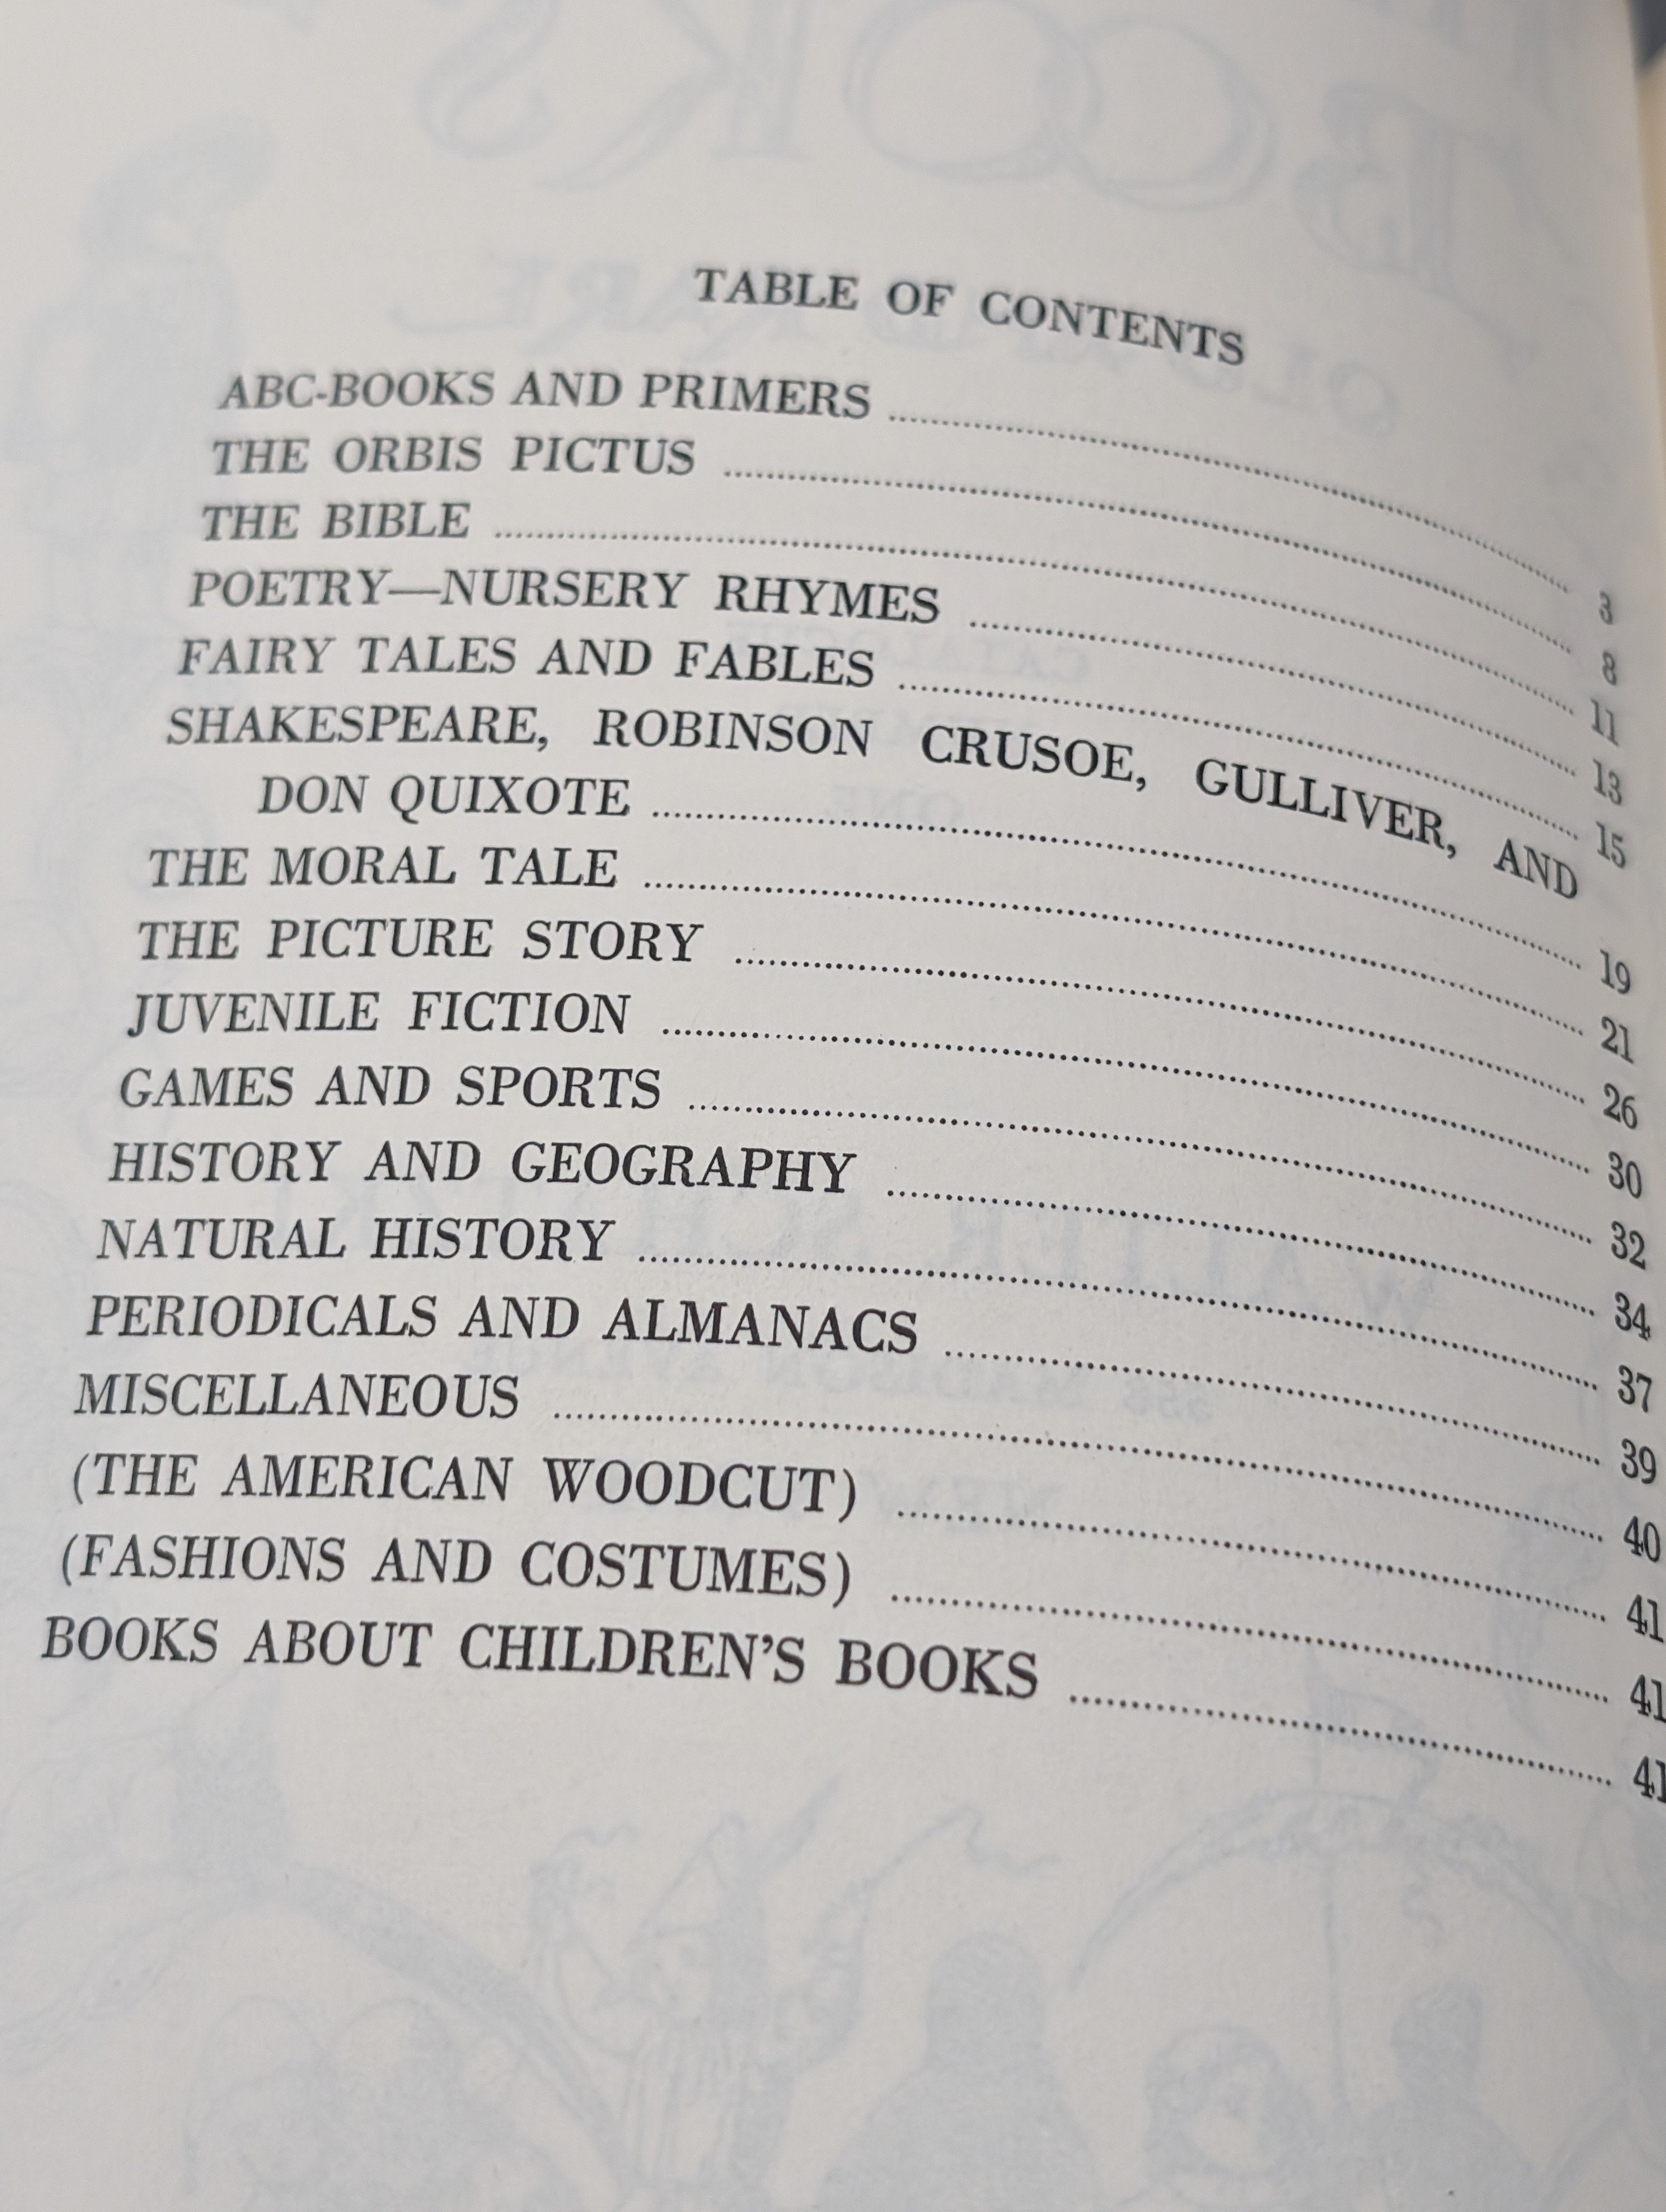 TABLE OF CONTENTS
ABC-BOOKS AND PRIMERS ........ 3
THE ORBIS PICTUS ........ 8
THE BIBLE ........ 11
POETRY—NURSERY RHYMES ........ 13
FAIRY TALES AND FABLES ........ 15
SHAKESPEARE, ROBINSON CRUSOE, GULLIVER, AND
DON QUIXOTE ........ 19
THE MORAL TALE ........ 21
THE PICTURE STORY ........ 26
JUVENILE FICTION ........ 30
GAMES AND SPORTS ........ 32
HISTORY AND GEOGRAPHY ........ 34
NATURAL HISTORY ........ 37
PERIODICALS AND ALMANACS ........ 39
MISCELLANEOUS ........ 40
(THE AMERICAN WOODCUT) ........ 41
(FASHIONS AND COSTUMES) ........ 41
BOOKS ABOUT CHILDREN'S BOOKS ........ 41